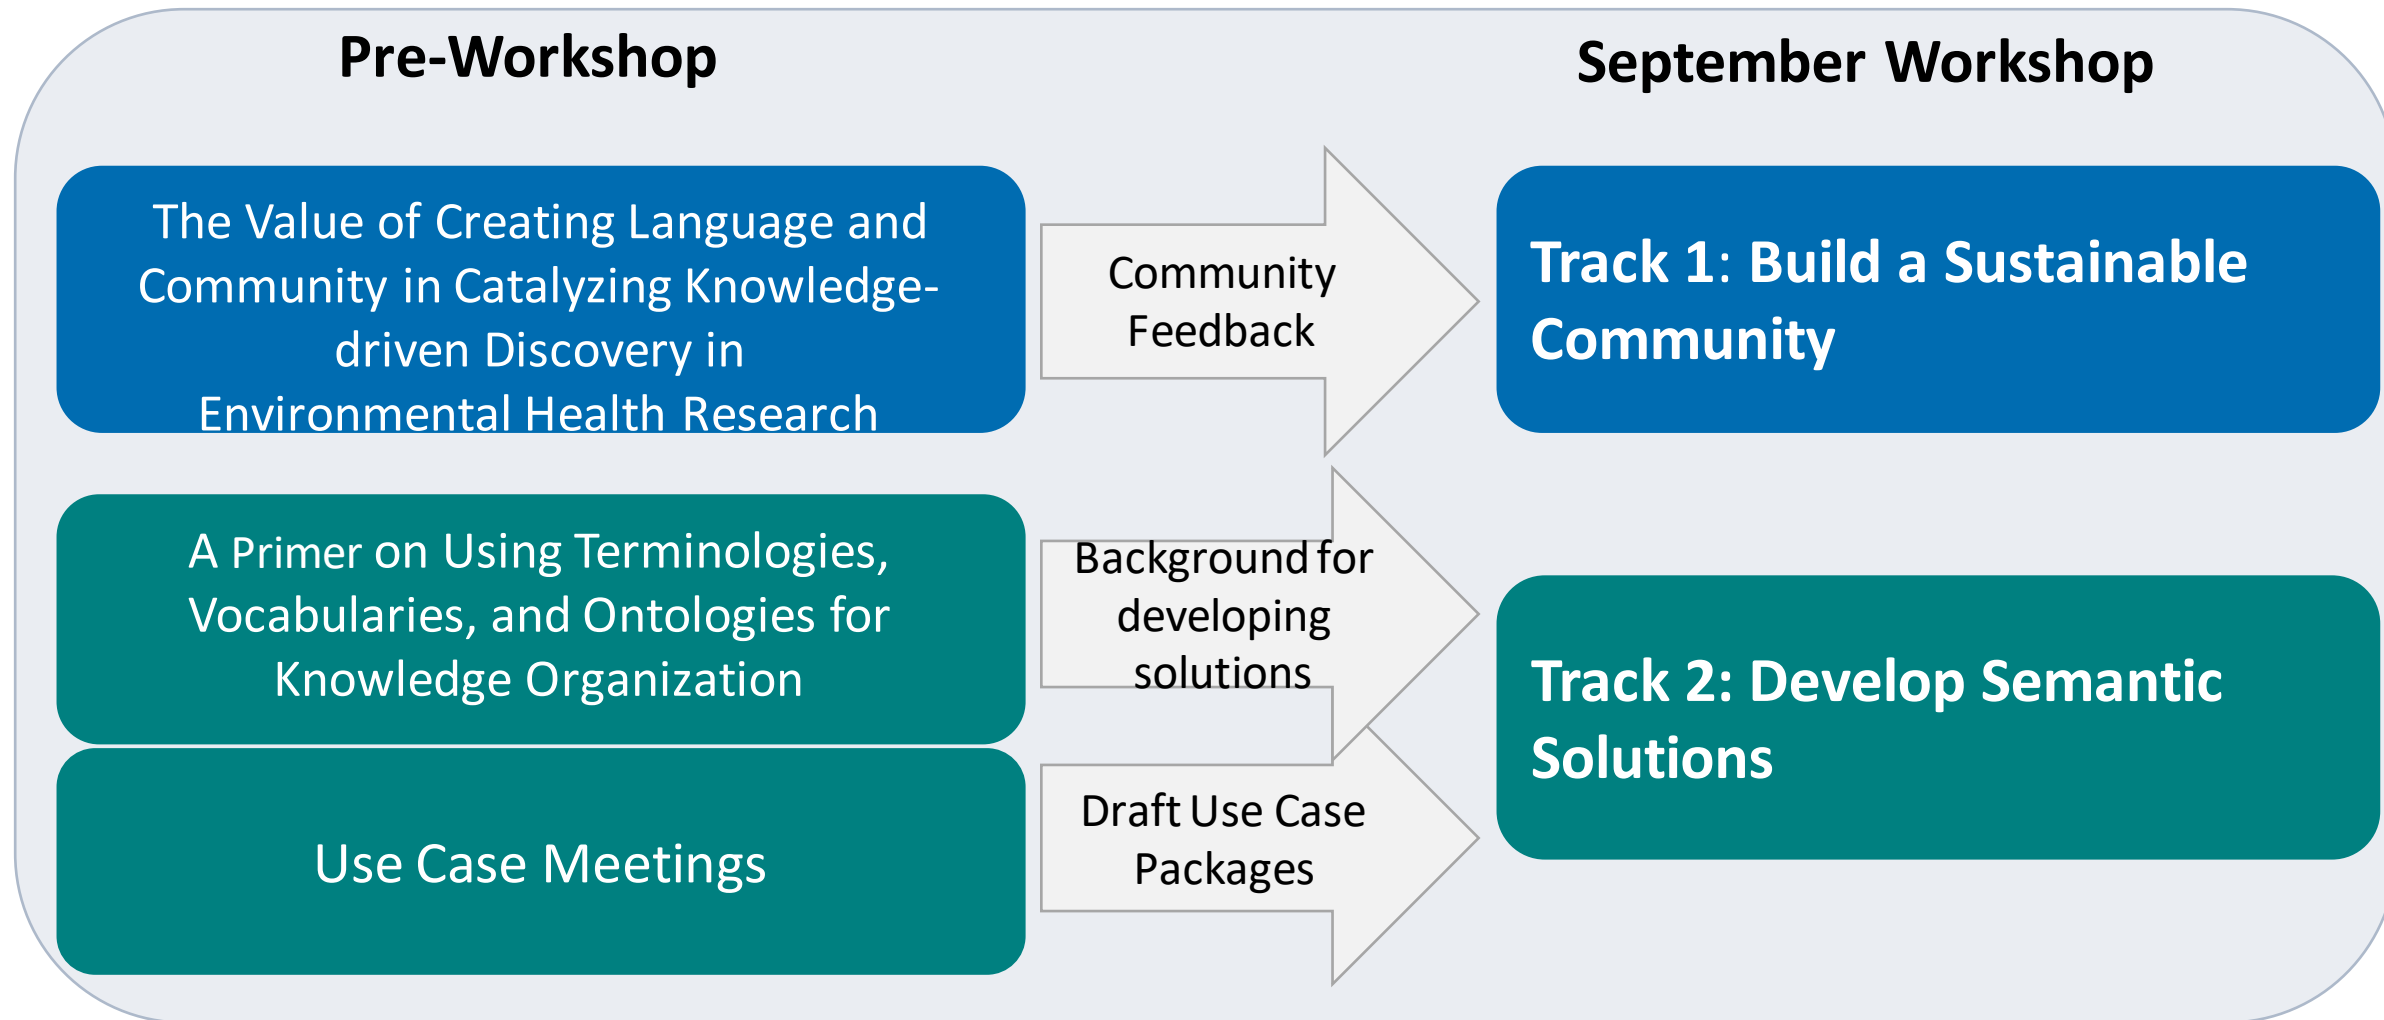 Pre-Workshop
September Workshop
The Value of Creating Language and
Community in Catalyzing Knowledge-
driven Discovery in
Environmental Health Research
Community
Feedback
Track 1: Build a Sustainable
Community
A Primer on Using Terminologies,
Vocabularies, and Ontologies for
Knowledge Organization
Background for
developing
solutions
Use Case Meetings
Draft Use Case
Packages
Track 2: Develop Semantic
Solutions